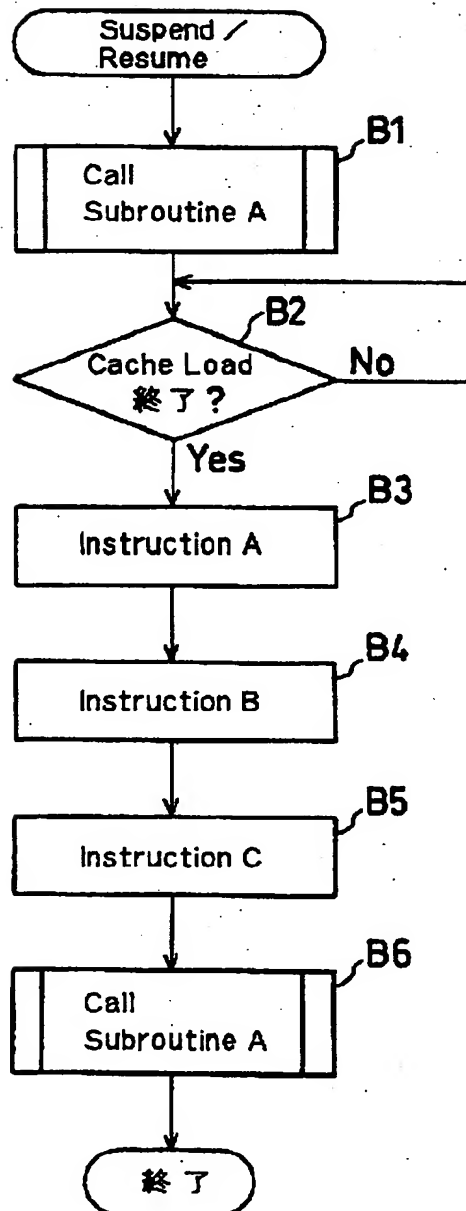 Suspend /
Resume
B1
Call
Subroutine A
B2
Cache Load
終了?
No
Yes
B3
Instruction A
B4
Instruction B
B5
Instruction C
B6
Call
Subroutine A
終了